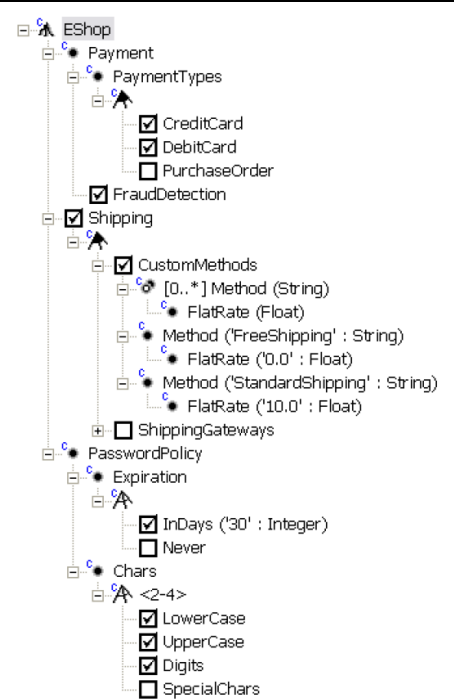 EShop
Payment
PaymentTypes
CreditCard
DebitCard
PurchaseOrder
FraudDetection
Shipping
CustomMethods
[0..*] Method (String)
FlatRate (Float)
Method ('FreeShipping' : String)
FlatRate ('0.0' : Float)
Method ('StandardShipping' : String)
FlatRate ('10.0' : Float)
ShippingGateways
PasswordPolicy
Expiration
InDays ('30' : Integer)
Never
Chars
<2-4>
LowerCase
UpperCase
Digits
SpecialChars